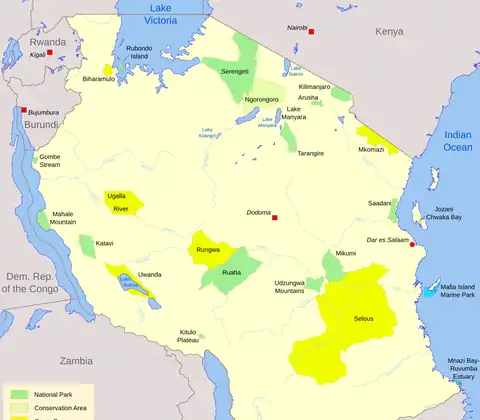 Lake
Victoria
Nairobi
Kenya
Rwanda
Kigali
Rubondo
Island
Biharamulo
Serengeti
Lake
Natron
Ngorongoro
Kilimanjaro
Arusha
Lake
Manyara
Lake
Manyara
Lake
Tarangire
Mkomazi
Bujumbura
Burundi
Indian
Ocean
Gombe
Stream
Ugalla
River
Mahale
Mountain
Katavi
Dodoma
Saadani
Jozani
Chwaka Bay
Dar es Salaam
Rungwa
Mikumi
Dem. Rep.
of the Congo
Uwanda
Lake
Ruaha
Udzungwa
Mountains
Mafia Island
Marine Park
Selous
Kitulo
Plateau
Zambia
Mnazi Bay-
Ruvumba
Estuary
National Park
Conservation Area